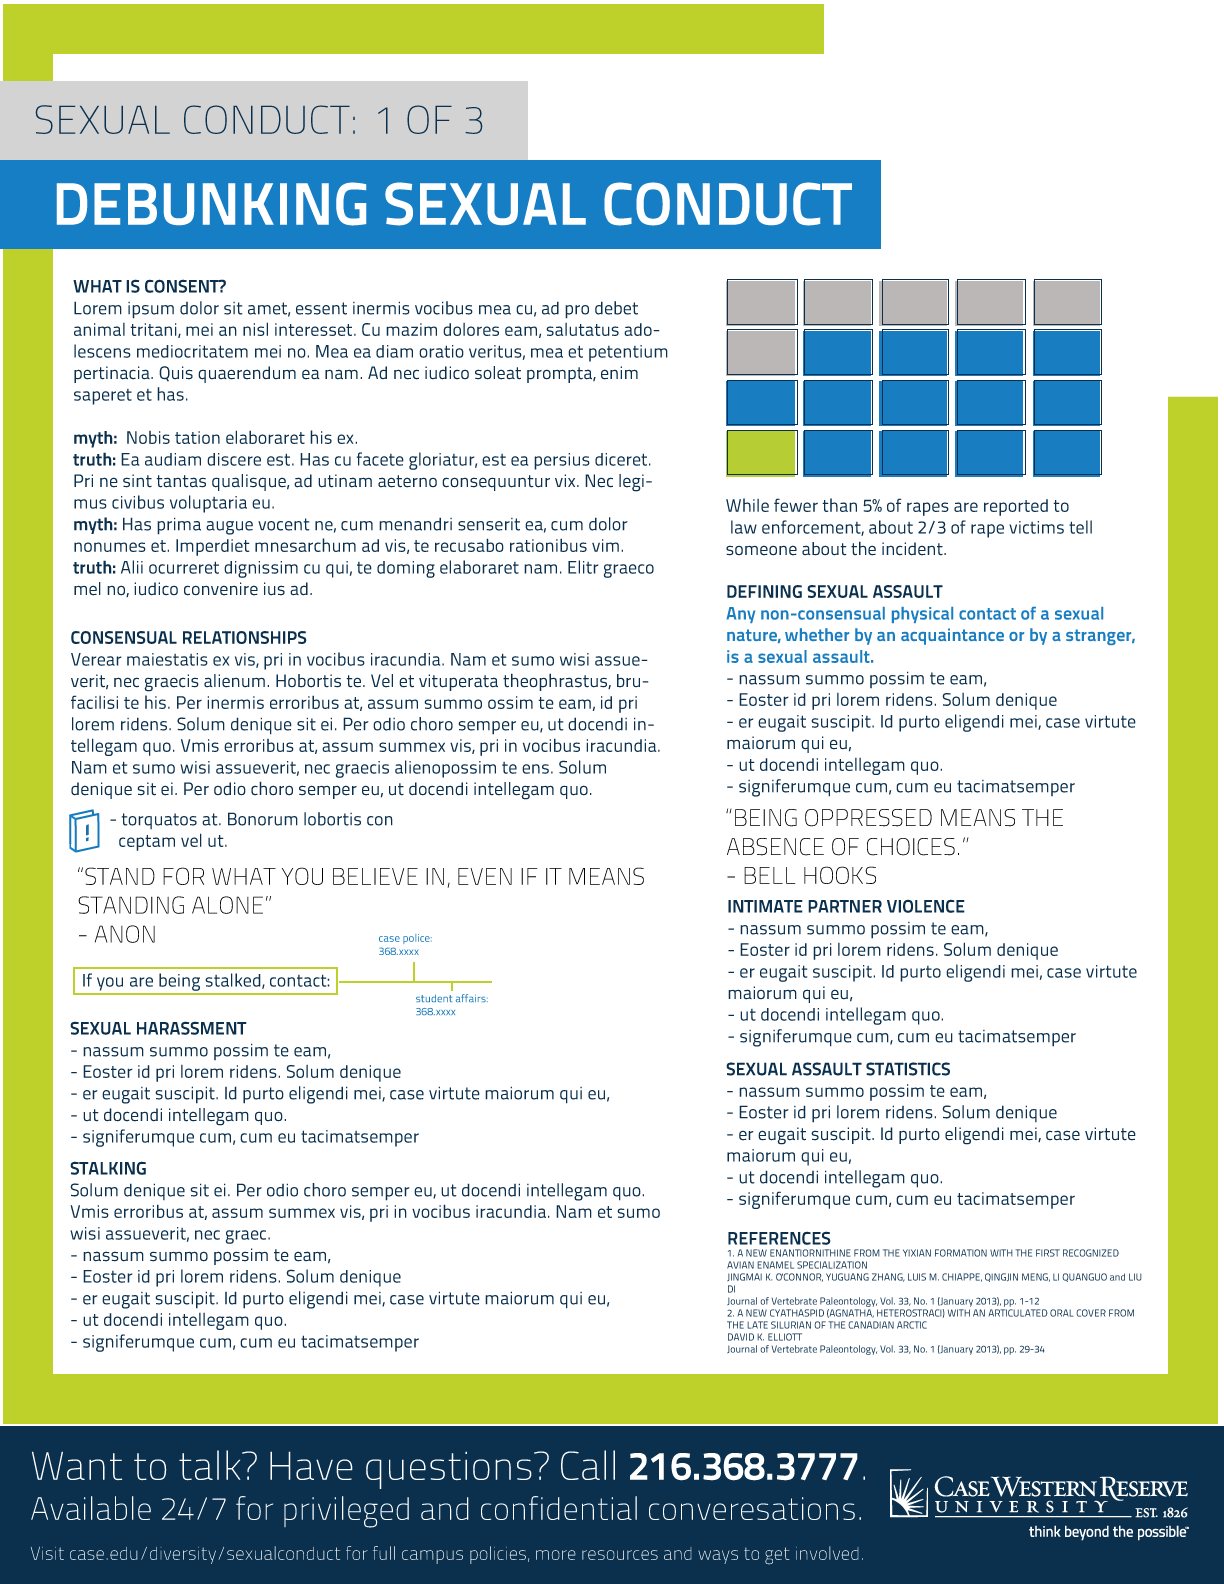 SEXUAL CONDUCT: 1 OF 3
DEBUNKING SEXUAL CONDUCT
WHAT IS CONSENT?
Lorem ipsum dolor sit amet, essent inermis vocibus mea cu, ad pro debet
animal tritani, mei an nisl interesset. Cu mazim dolores eam, salutatus ado-
lescens mediocritatem mei no. Mea ea diam oratio veritus, mea et petentium
pertinacia. Quis quaerendum ea nam. Ad nec iudico soleat prompta, enim
saperet et has.
myth: Nobis tation elaboraret his ex.
truth: Ea audiam discere est. Has cu facete gloriatur, est ea persius diceret.
Pri ne sint tantas qualisque, ad utinam aeterno consequuntur vix. Nec legi-
mus civibus voluptaria eu.
myth: Has prima augue vocent ne, cum menandri senserit ea, cum dolor
nonumes et. Imperdiet mnesarchum ad vis, te recusabo rationibus vim.
truth: Alii ocurreret dignissim cu qui, te doming elaboraret nam. Elitr graeco
mel no, iudico convenire ius ad.
CONSENSUAL RELATIONSHIPS
Verear maiestatis ex vis, pri in vocibus iracundia. Nam et sumo wisi assue-
verit, nec graecis alienum. Hobortis te. Vel et vituperata theophrastus, bru-
facilisi te his. Per inermis erroribus at, assum summo ossim te eam, id pri
lorem ridens. Solum denique sit ei. Per odio choro semper eu, ut docendi in-
tellegam quo. Vmis erroribus at, assum summex vis, pri in vocibus iracundia.
Nam et sumo wisi assueverit, nec graecis alienopossim te ens. Solum
denique sit ei. Per odio choro semper eu, ut docendi intellegam quo.
- torquatos at. Bonorum lobortis con
ceptam vel ut.
“STAND FOR WHAT YOU BELIEVE IN, EVEN IF IT MEANS
STANDING ALONE”
- ANON
case police:
368.xxxx
If you are being stalked, contact:
student affairs:
368.xxxx
SEXUAL HARASSMENT
- nassum summo possim te eam,
- Eoster id pri lorem ridens. Solum denique
- er eugait suscipit. Id purto eligendi mei, case virtute maiorum qui eu,
- ut docendi intellegam quo.
- signiferumque cum, cum eu tacimatsemper
STALKING
Solum denique sit ei. Per odio choro semper eu, ut docendi intellegam quo.
Vmis erroribus at, assum summex vis, pri in vocibus iracundia. Nam et sumo
wisi assueverit, nec graec.
- nassum summo possim te eam,
- Eoster id pri lorem ridens. Solum denique
- er eugait suscipit. Id purto eligendi mei, case virtute maiorum qui eu,
- ut docendi intellegam quo.
- signiferumque cum, cum eu tacimatsemper
While fewer than 5% of rapes are reported to
law enforcement, about 2/3 of rape victims tell
someone about the incident.
DEFINING SEXUAL ASSAULT
Any non-consensual physical contact of a sexual
nature, whether by an acquaintance or by a stranger,
is a sexual assault.
- nassum summo possim te eam,
- Eoster id pri lorem ridens. Solum denique
- er eugait suscipit. Id purto eligendi mei, case virtute
maiorum qui eu,
- ut docendi intellegam quo.
- signiferumque cum, cum eu tacimatsemper
“BEING OPPRESSED MEANS THE
ABSENCE OF CHOICES.”
- BELL HOOKS
INTIMATE PARTNER VIOLENCE
- nassum summo possim te eam,
- Eoster id pri lorem ridens. Solum denique
- er eugait suscipit. Id purto eligendi mei, case virtute
maiorum qui eu,
- ut docendi intellegam quo.
- signiferumque cum, cum eu tacimatsemper
SEXUAL ASSAULT STATISTICS
- nassum summo possim te eam,
- Eoster id pri lorem ridens. Solum denique
- er eugait suscipit. Id purto eligendi mei, case virtute
maiorum qui eu,
- ut docendi intellegam quo.
- signiferumque cum, cum eu tacimatsemper
REFERENCES
1. A NEW ENANTIORNITHINE FROM THE YIXIAN FORMATION WITH THE FIRST RECOGNIZED
AVIAN ENAMEL SPECIALIZATION
JINGMAI K. O'CONNOR, YUGUANG ZHANG, LUIS M. CHIAPPE, QINGJIN MENG, LI QUANGUO and LIU
DI
Journal of Vertebrate Paleontology, Vol. 33, No. 1 (January 2013), pp. 1-12
2. A NEW CYATHASPID (AGNATHA, HETEROSTRACI) WITH AN ARTICULATED ORAL COVER FROM
THE LATE SILURIAN OF THE CANADIAN ARCTIC
DAVID K. ELLIOTT
Journal of Vertebrate Paleontology, Vol. 33, No. 1 (January 2013), pp. 29-34
Want to talk? Have questions? Call 216.368.3777.
Available 24/7 for privileged and confidential converesations.
Visit case.edu/diversity/sexualconduct for full campus policies, more resources and ways to get involved.
CASE WESTERN RESERVE
UNIVERSITY EST. 1826
think beyond the possible™